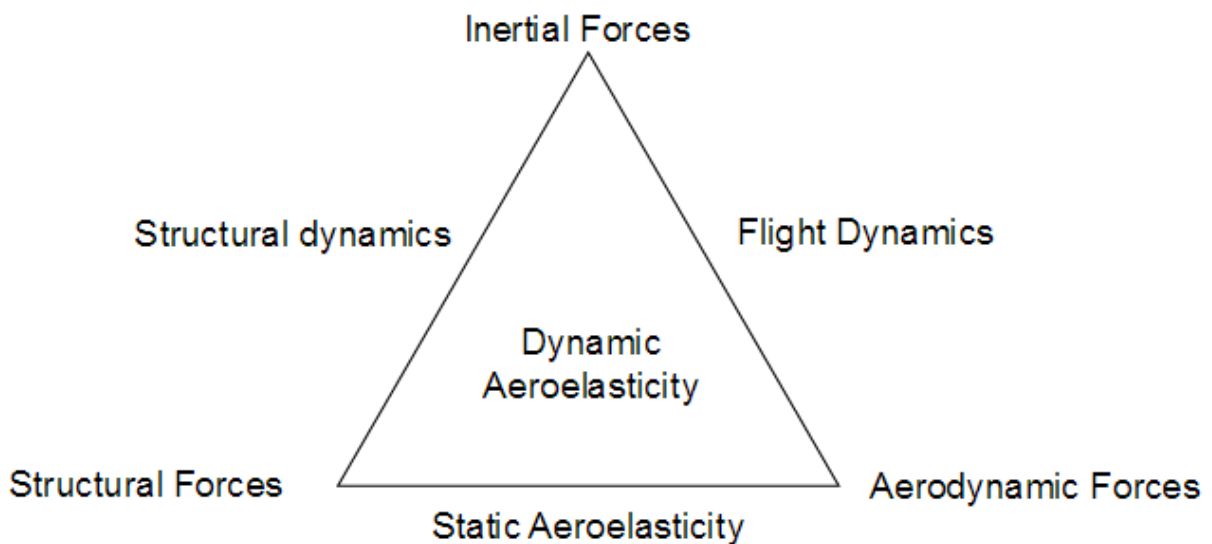 Inertial Forces
Structural dynamics
Flight Dynamics
Dynamic
Aeroelasticity
Structural Forces
Aerodynamic Forces
Static Aeroelasticity